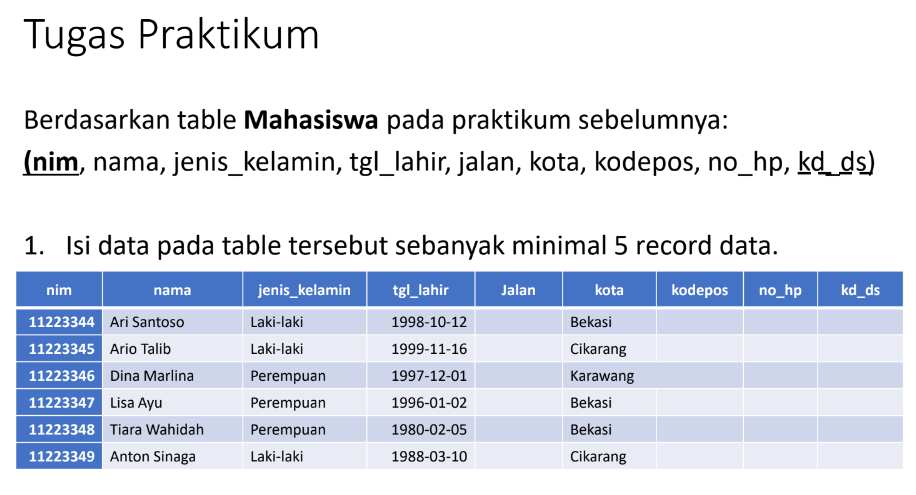 Tugas Praktikum
Berdasarkan table Mahasiswa pada praktikum sebelumnya:
(nim, nama, jenis_kelamin, tgl_lahir, jalan, kota, kodepos, no_hp, kd_ds)
1. Isi data pada table tersebut sebanyak minimal 5 record data.
nim nama jenis_kelamin tgl_lahir Jalan kota kodepos no_hp kd_ds
11223344 Ari Santoso Laki-laki 1998-10-12 Bekasi
11223345 Ario Talib Laki-laki 1999-11-16 Cikarang
11223346 Dina Marlina Perempuan 1997-12-01 Karawang
11223347 Lisa Ayu Perempuan 1996-01-02 Bekasi
11223348 Tiara Wahidah Perempuan 1980-02-05 Bekasi
11223349 Anton Sinaga Laki-laki 1988-03-10 Cikarang